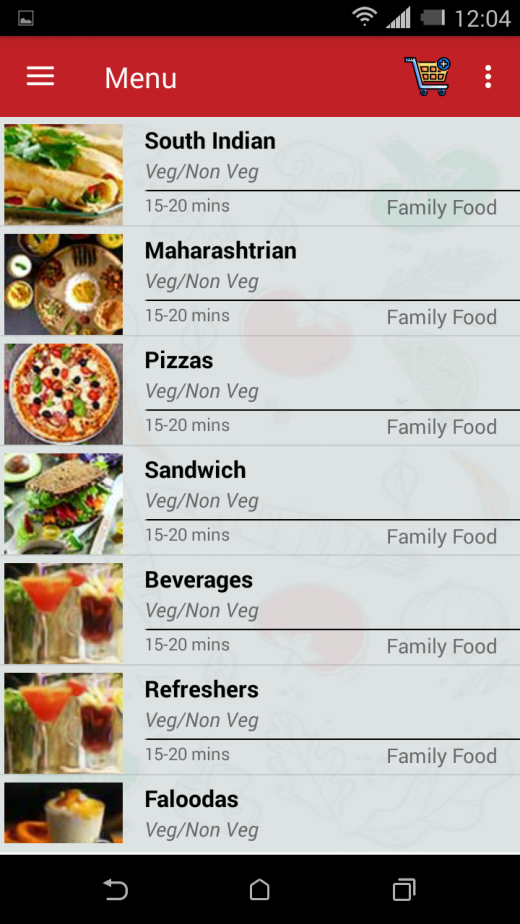 12:04
Menu
South Indian
Veg/Non Veg
15-20 mins
Family Food
Maharashtrian
Veg/Non Veg
15-20 mins
Family Food
Pizzas
Veg/Non Veg
15-20 mins
Family Food
Sandwich
Veg/Non Veg
15-20 mins
Family Food
Beverages
Veg/Non Veg
15-20 mins
Family Food
Refreshers
Veg/Non Veg
15-20 mins
Family Food
Faloodas
Veg/Non Veg